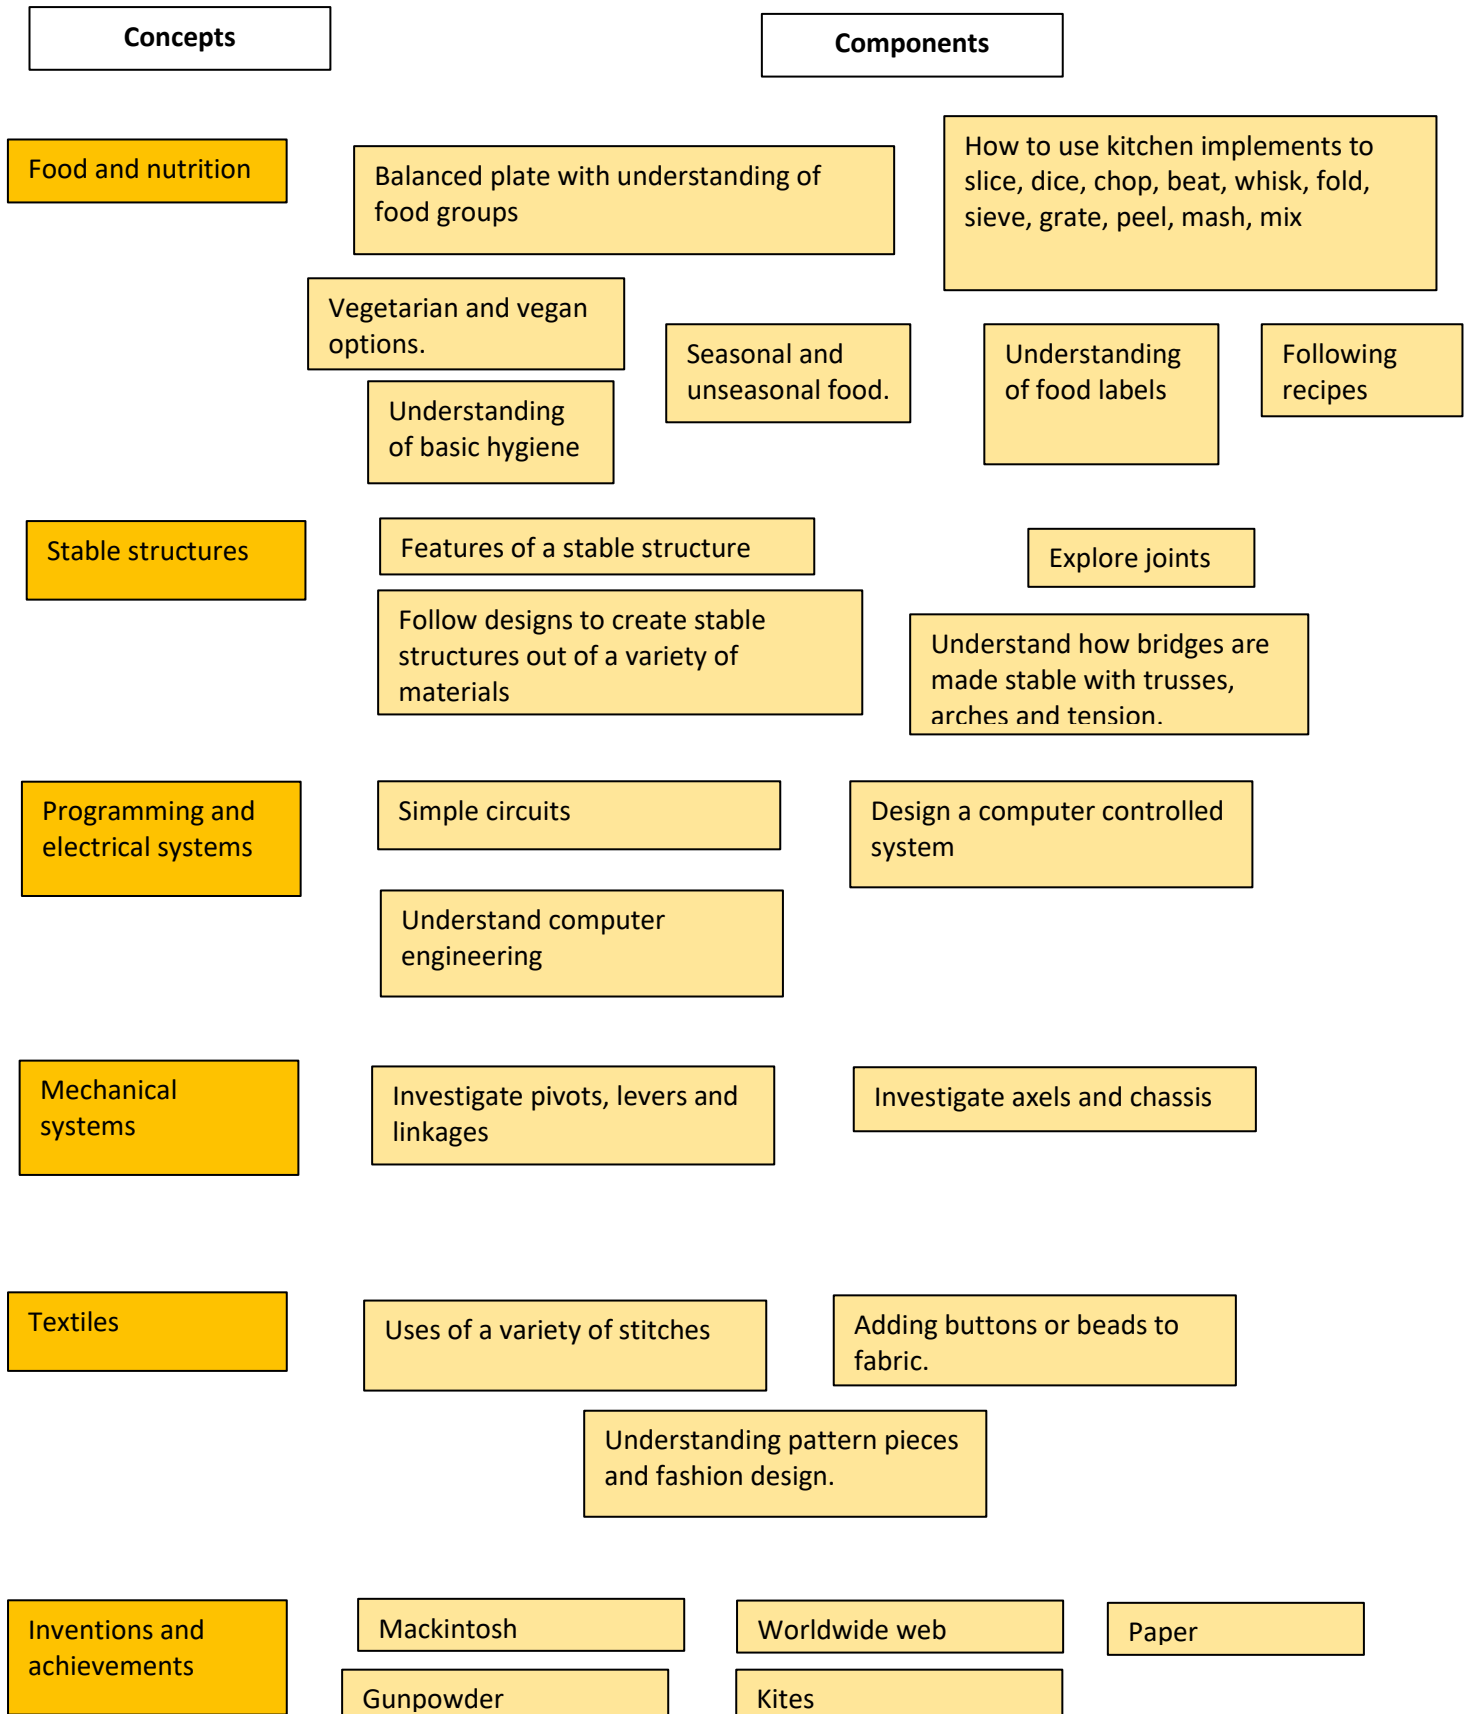 Concepts
Components
Food and nutrition
Balanced plate with understanding of
food groups
How to use kitchen implements to
slice, dice, chop, beat, whisk, fold,
sieve, grate, peel, mash, mix
Vegetarian and vegan
options.
Seasonal and
unseasonal food.
Understanding
of food labels
Following
recipes
Understanding
of basic hygiene
Stable structures
Features of a stable structure
Explore joints
Follow designs to create stable
structures out of a variety of
materials
Understand how bridges are
made stable with trusses,
arches and tension.
Programming and
electrical systems
Simple circuits
Design a computer controlled
system
Understand computer
engineering
Mechanical
systems
Investigate pivots, levers and
linkages
Investigate axels and chassis
Textiles
Uses of a variety of stitches
Adding buttons or beads to
fabric.
Understanding pattern pieces
and fashion design.
Inventions and
achievements
Mackintosh
Worldwide web
Paper
Gunpowder
Kites